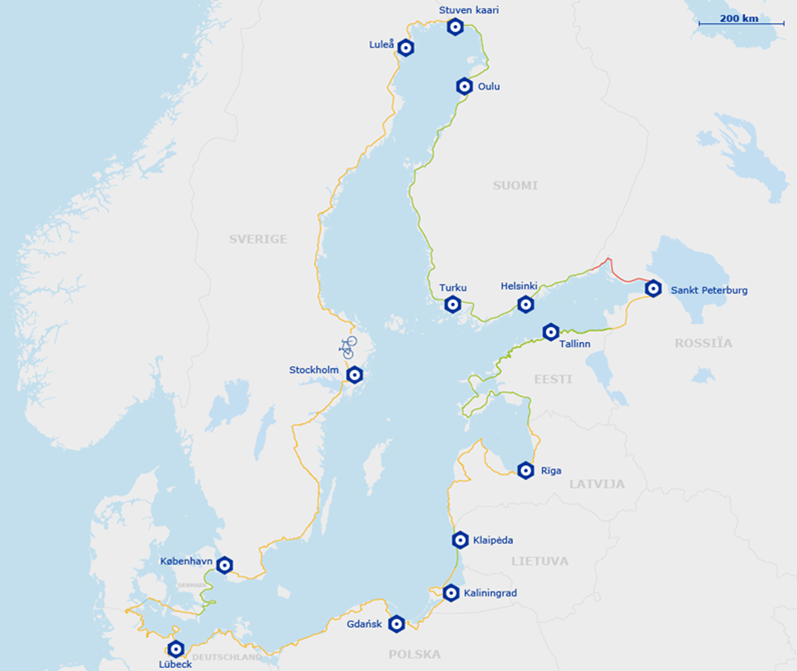 Stuven kaari
200 km
Luleå
Oulu
SUOMI
SVERIGE
Turku
Helsinki
Sankt Peterburg
Tallinn
ROSSIÏA
Stockholm
EESTI
Rīga
LATVIJA
Klaipėda
København
LIETUVA
DANMARK
Kaliningrad
Gdańsk
Lübeck
DEUTSCHLAND
POLSKA